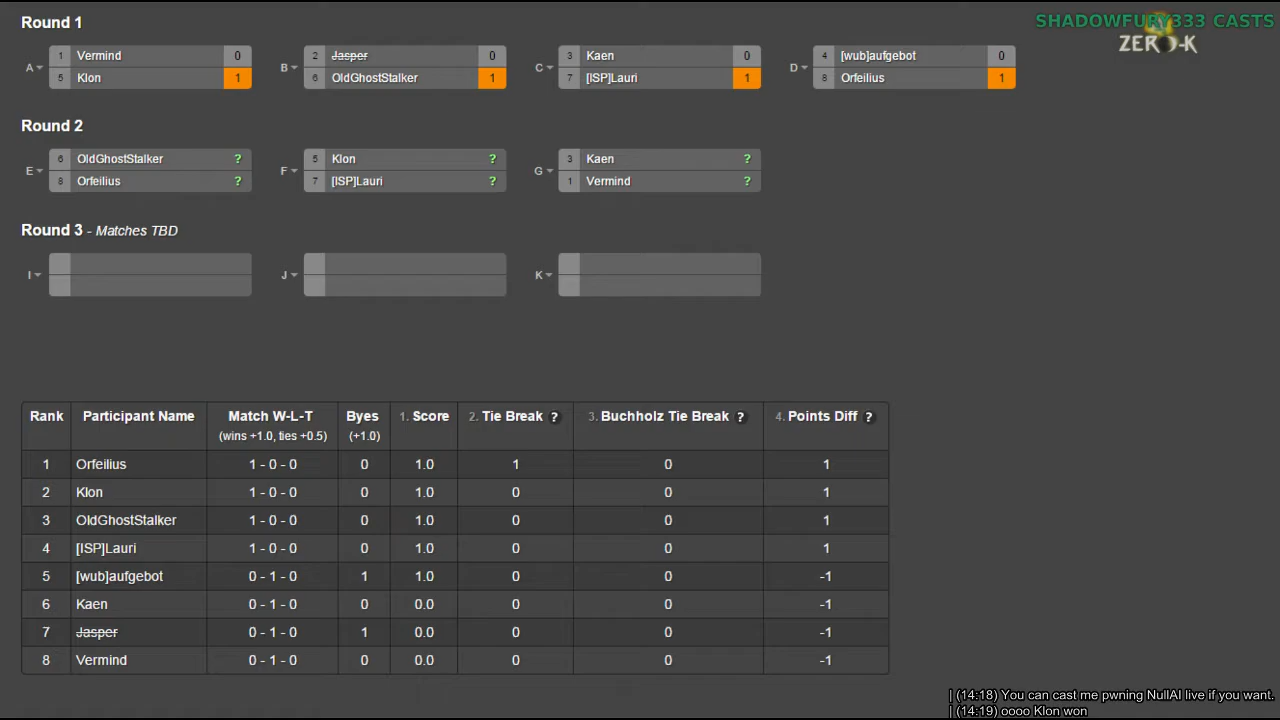 SHADOWFURY333 CASTS
ZERO-K
Round 1
A 1 Vermind 0
5 Klon 1
B 2 Jasper 0
6 OldGhostStalker 1
C 3 Kaen 0
7 [ISP]Lauri 1
D 4 [wub]aufgebot 0
8 Orfeilius 1
Round 2
E 6 OldGhostStalker ?
8 Orfeilius ?
F 5 Klon ?
7 [ISP]Lauri ?
G 3 Kaen ?
1 Vermind ?
Round 3 - Matches TBD
I J K
Rank Participant Name Match W-L-T Byes 1. Score 2. Tie Break ? 3. Buchholz Tie Break ? 4. Points Diff ?
(wins +1.0, ties +0.5) (+1.0)
1 Orfeilius 1 - 0 - 0 0 1.0 1 0 1
2 Klon 1 - 0 - 0 0 1.0 0 0 1
3 OldGhostStalker 1 - 0 - 0 0 1.0 0 0 1
4 [ISP]Lauri 1 - 0 - 0 0 1.0 0 0 1
5 [wub]aufgebot 0 - 1 - 0 1 1.0 0 0 -1
6 Kaen 0 - 1 - 0 0 0.0 0 0 -1
7 Jasper 0 - 1 - 0 1 0.0 0 0 -1
8 Vermind 0 - 1 - 0 0 0.0 0 0 -1
| (14:18) You can cast me pwning NullAI live if you want.
| (14:19) oooo Klon won